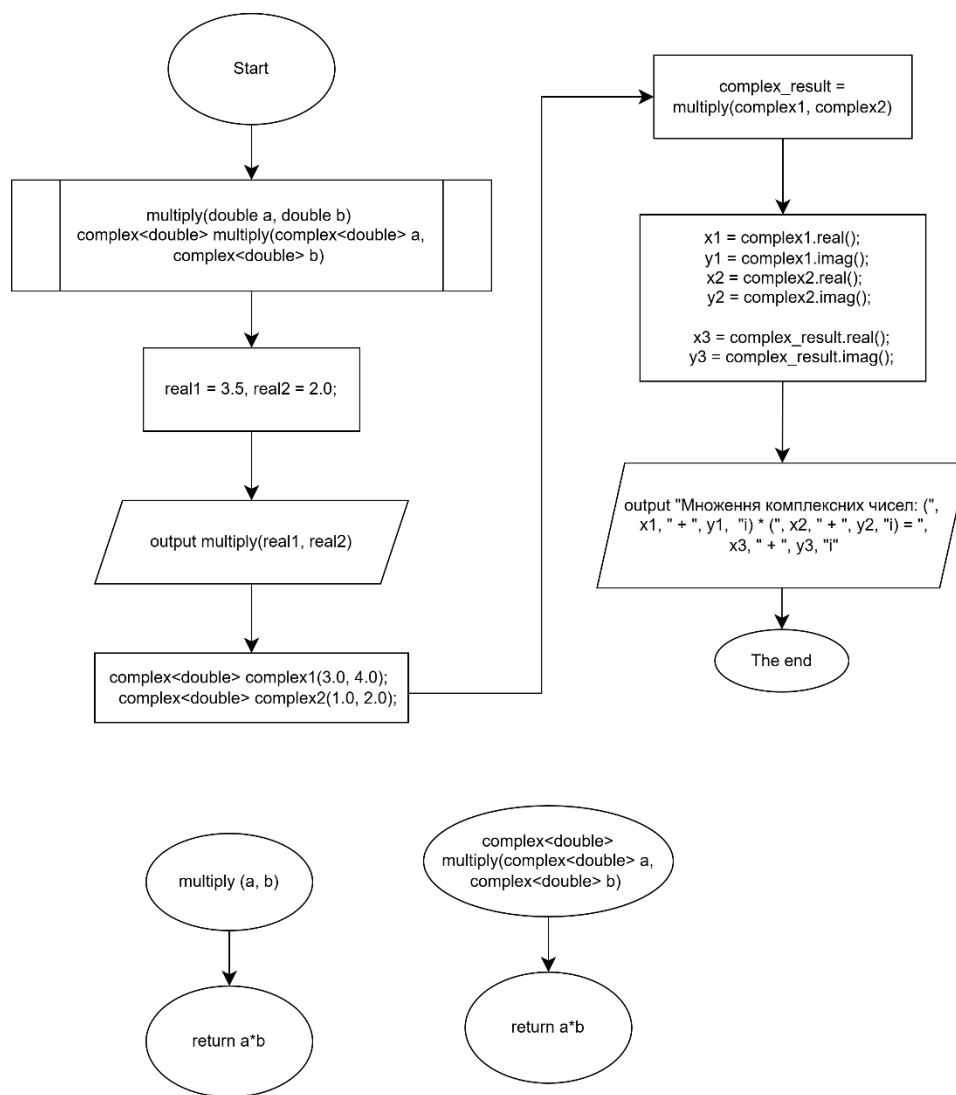 Start
multiply(double a, double b)
complex<double> multiply(complex<double> a,
complex<double> b)
real1 = 3.5, real2 = 2.0;
output multiply(real1, real2)
complex<double> complex1(3.0, 4.0);
complex<double> complex2(1.0, 2.0);
complex_result =
multiply(complex1, complex2)
x1 = complex1.real();
y1 = complex1.imag();
x2 = complex2.real();
y2 = complex2.imag();
x3 = complex_result.real();
y3 = complex_result.imag();
output "Множення комплексних чисел: (",
x1, " + ", y1, "i) * (", x2, " + ", y2, "i) = ",
x3, " + ", y3, "i"
The end
multiply (a, b)
return a*b
complex<double>
multiply(complex<double> a,
complex<double> b)
return a*b